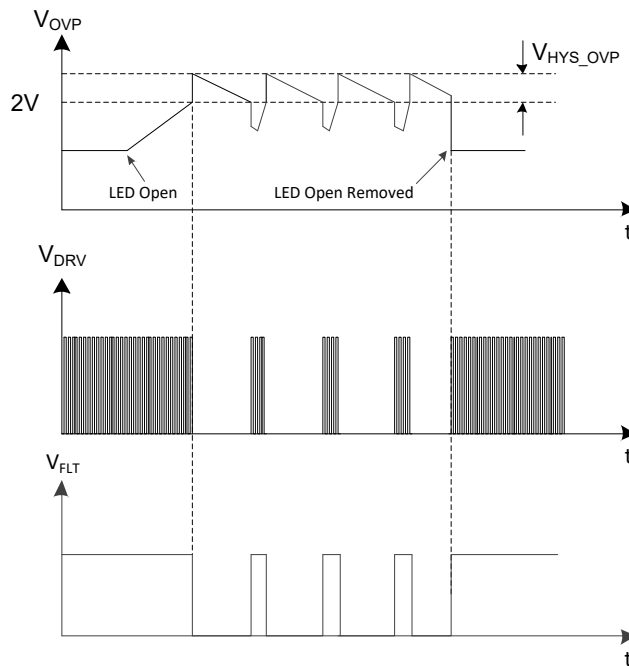 V_OVP
V_HYS_OVP
2V
LED Open
LED Open Removed
t
V_DRV
t
V_FLT
t